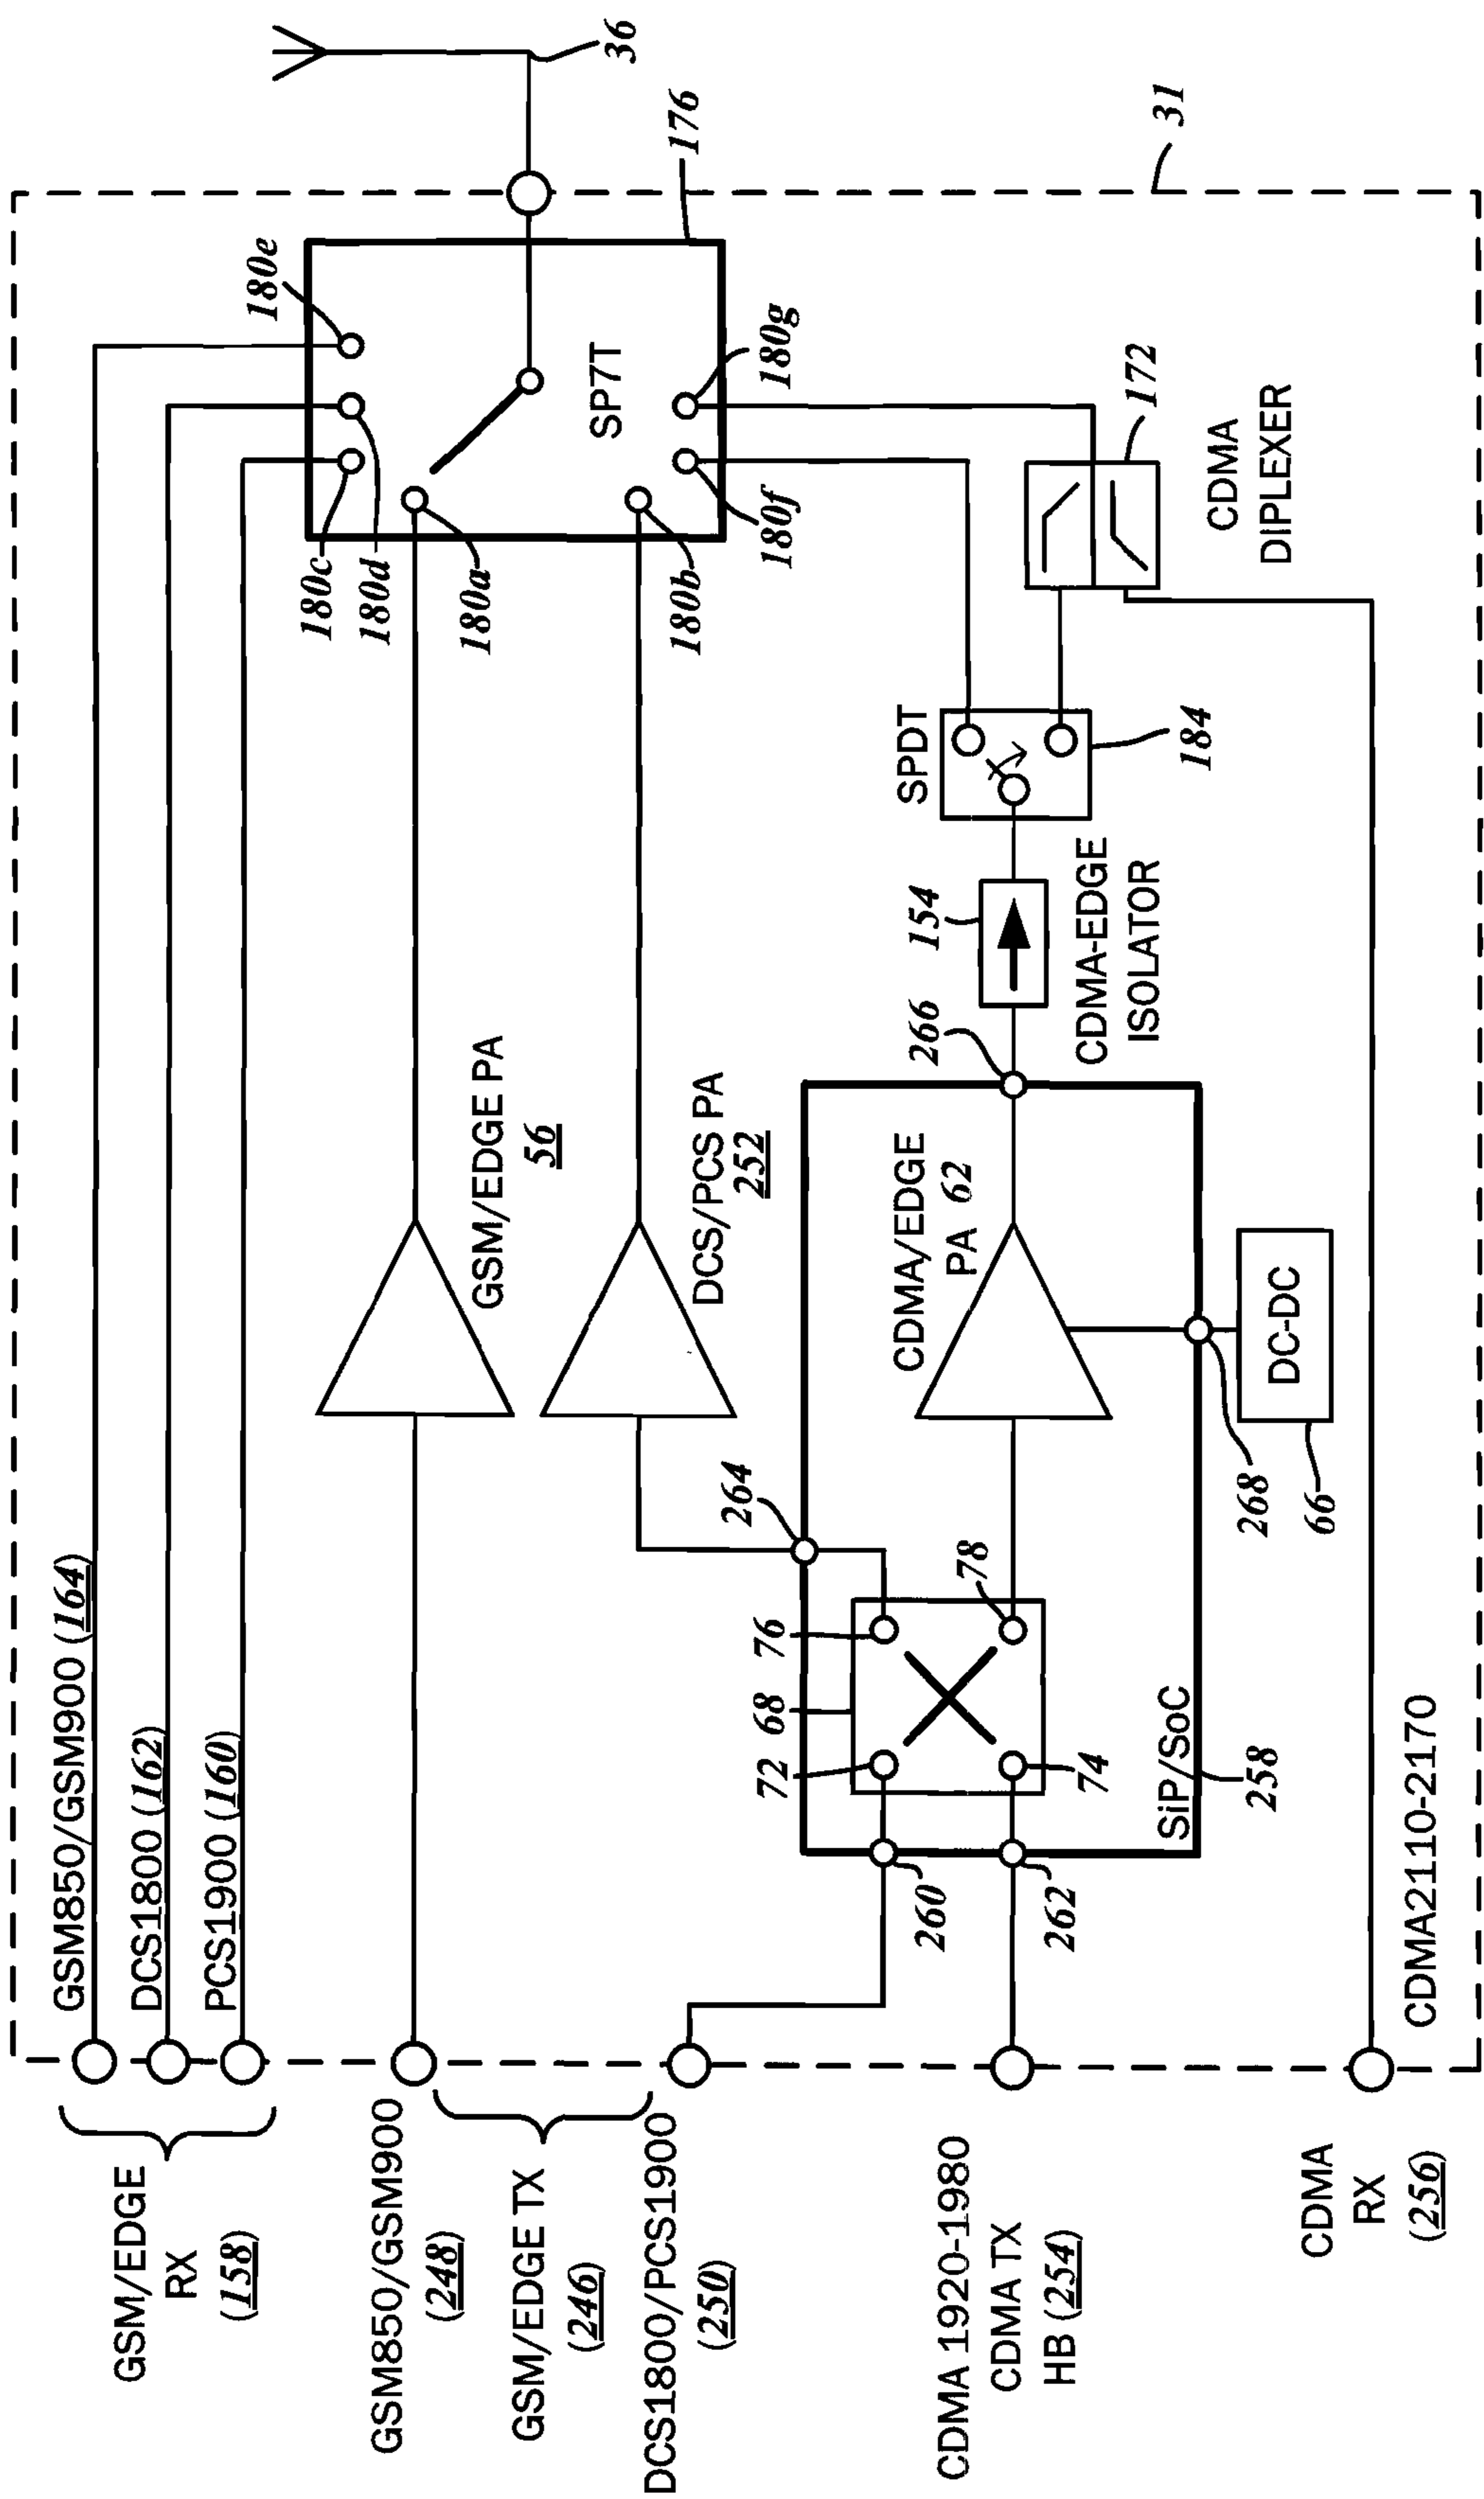 GSM/EDGE
RX
(158)
GSM850/GSM900
(248)
GSM/EDGE TX
(246)
DCS1800/PCS1900
(250)
CDMA 1920-1980
CDMA TX
HB (254)
CDMA
RX
(256)
GSM850/GSM900 (164)
DCS1800 (162)
PCS1900 (160)
CDMA2110-2170
260
262
SiP/SoC
258
72
68
76
74
78
264
GSM/EDGE PA
56
DCS/PCS PA
252
CDMA/EDGE
PA 62
DC-DC
268
66
266
154
CDMA-EDGE
ISOLATOR
SPDT
184
180c
180d
180a
180b
180f
180g
180e
SP7T
176
172
CDMA
DIPLEXER
36
31